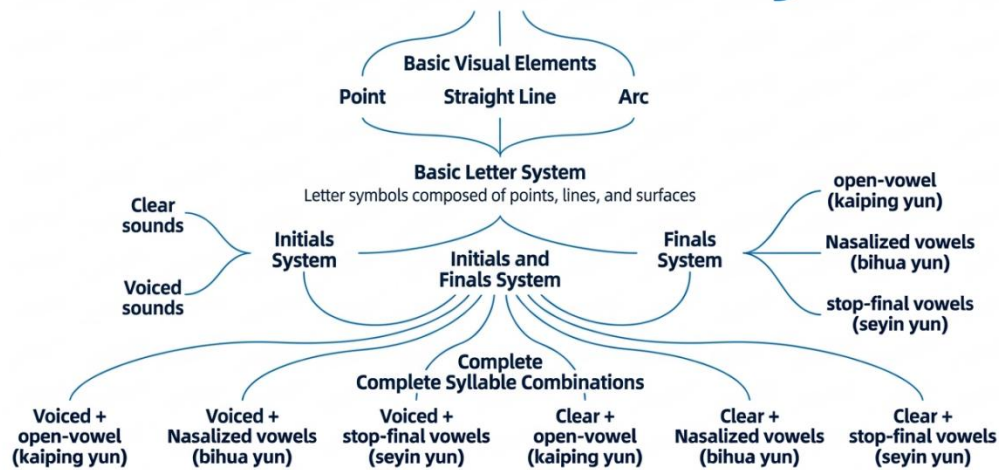 Basic Visual Elements
Point Straight Line Arc
Basic Letter System
Letter symbols composed of points, lines, and surfaces
Clear
sounds
Voiced
sounds
Initials
System
Initials and
Finals System
Finals
System
open-vowel
(kaiping yun)
Nasalized vowels
(bihua yun)
stop-final vowels
(seyin yun)
Complete
Complete Syllable Combinations
Voiced +
open-vowel
(kaiping yun)
Voiced +
Nasalized vowels
(bihua yun)
Voiced +
stop-final vowels
(seyin yun)
Clear +
open-vowel
(kaiping yun)
Clear +
Nasalized vowels
(bihua yun)
Clear +
stop-final vowels
(seyin yun)